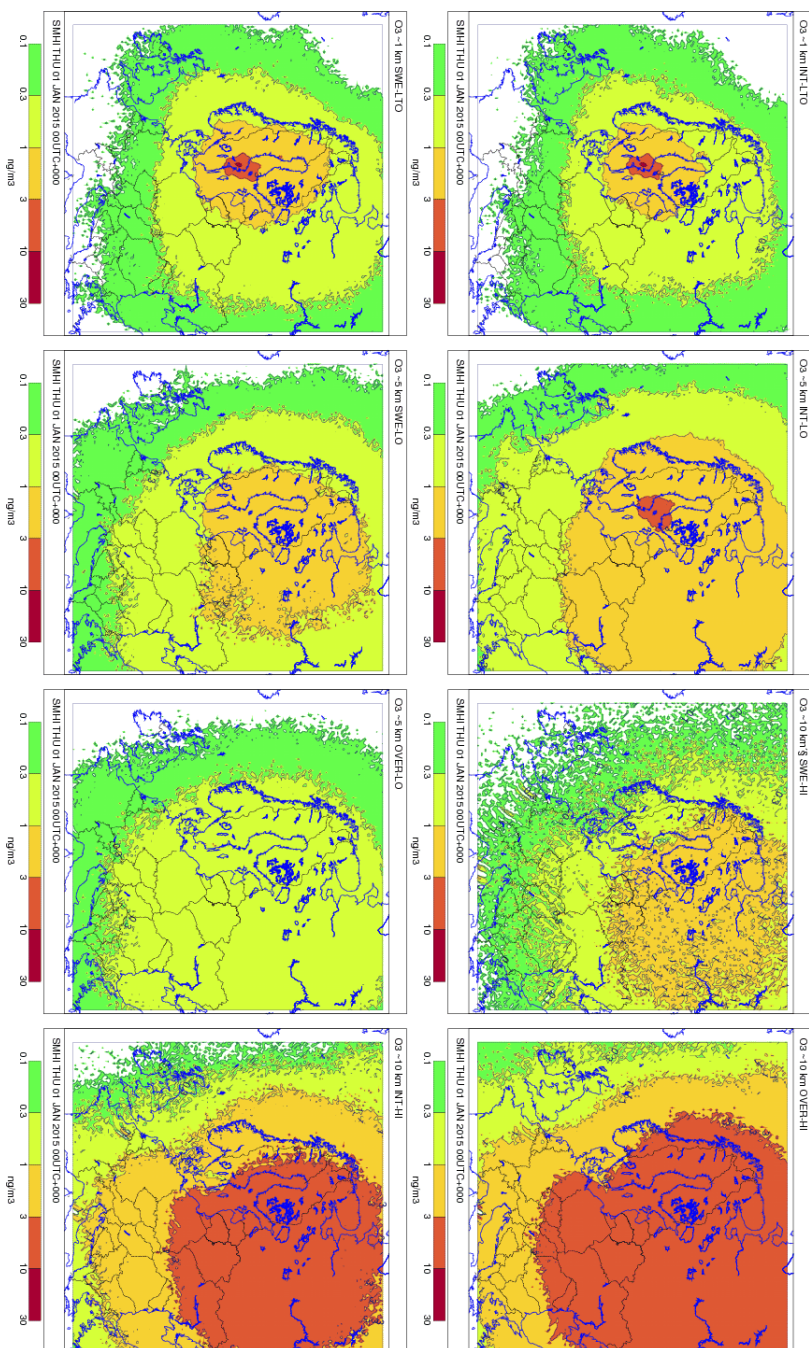 O3 ~1 km INT-LTO
0.3
SMHI THU 01 JAN 2015 00UTC+000
0.1 0.3 1 ng/m3 3 10 30
O3 ~5 km INT-LO
SMHI THU 01 JAN 2015 00UTC+000
0.1 0.3 1 ng/m3 3 10 30
O3 ~10 km § SWE-HI
SMHI THU 01 JAN 2015 00UTC+000
0.1 0.3 1 ng/m3 3 10 30
O3 ~10 km OVER-HI
SMHI THU 01 JAN 2015 00UTC+000
0.1 0.3 1 ng/m3 3 10 30
O3 ~1 km SWE-LTO
SMHI THU 01 JAN 2015 00UTC+000
0.1 0.3 1 ng/m3 3 10 30
O3 ~5 km SWE-LO
SMHI THU 01 JAN 2015 00UTC+000
0.1 0.3 1 ng/m3 3 10 30
O3 ~5 km OVER-LO
SMHI THU 01 JAN 2015 00UTC+000
0.1 0.3 1 ng/m3 3 10 30
O3 ~10 km INT-HI
SMHI THU 01 JAN 2015 00UTC+000
0.1 0.3 1 ng/m3 3 10 30